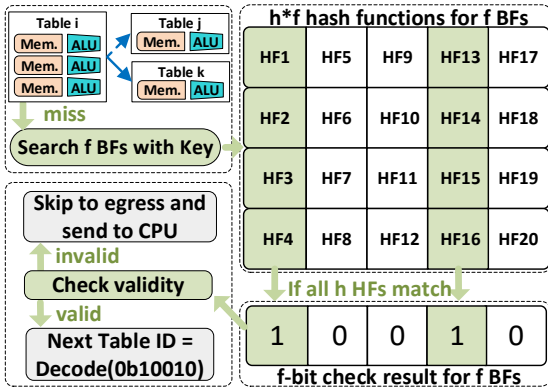 Table i
Mem. ALU
Mem. ALU
Mem. ALU
Table j
Mem. ALU
Table k
Mem. ALU
miss
Search f BFs with Key
h*f hash functions for f BFs
HF1 HF5 HF9 HF13 HF17
HF2 HF6 HF10 HF14 HF18
HF3 HF7 HF11 HF15 HF19
HF4 HF8 HF12 HF16 HF20
If all h HFs match
1 0 0 1 0
f-bit check result for f BFs
Skip to egress and
send to CPU
invalid
Check validity
valid
Next Table ID =
Decode(0b10010)